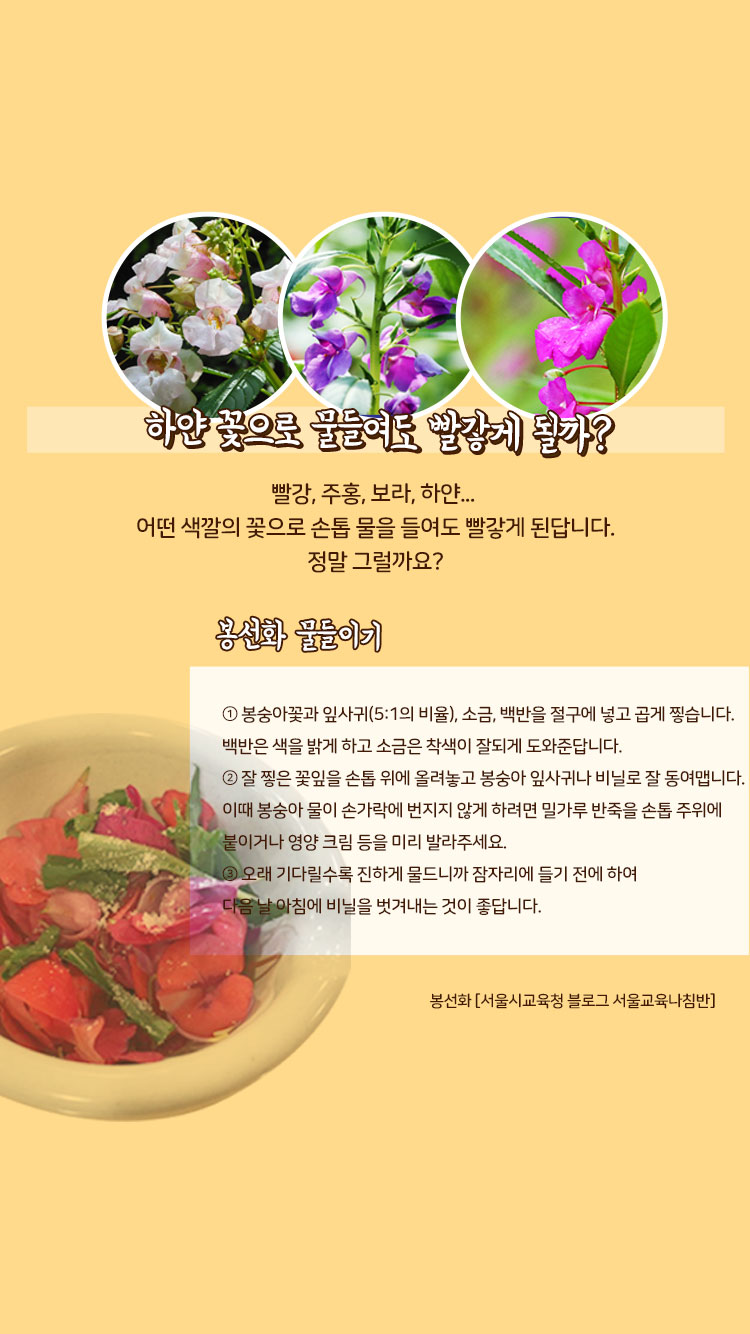 하얀 꽃으로 물들여도 빨갛게 될까?
빨강, 주홍, 보라, 하얀...
어떤 색깔의 꽃으로 손톱 물을 들여도 빨갛게 된답니다.
정말 그럴까요?
봉선화 물들이기
① 봉숭아꽃과 잎사귀(5:1의 비율), 소금, 백반을 절구에 넣고 곱게 찧습니다.
백반은 색을 밝게 하고 소금은 착색이 잘되게 도와준답니다.
② 잘 찧은 꽃잎을 손톱 위에 올려놓고 봉숭아 잎사귀나 비닐로 잘 동여맵니다.
이때 봉숭아 물이 손가락에 번지지 않게 하려면 밀가루 반죽을 손톱 주위에
붙이거나 영양 크림 등을 미리 발라주세요.
③ 오래 기다릴수록 진하게 물드니까 잠자리에 들기 전에 하여
다음 날 아침에 비닐을 벗겨내는 것이 좋답니다.
봉선화 [서울시교육청 블로그 서울교육나침반]